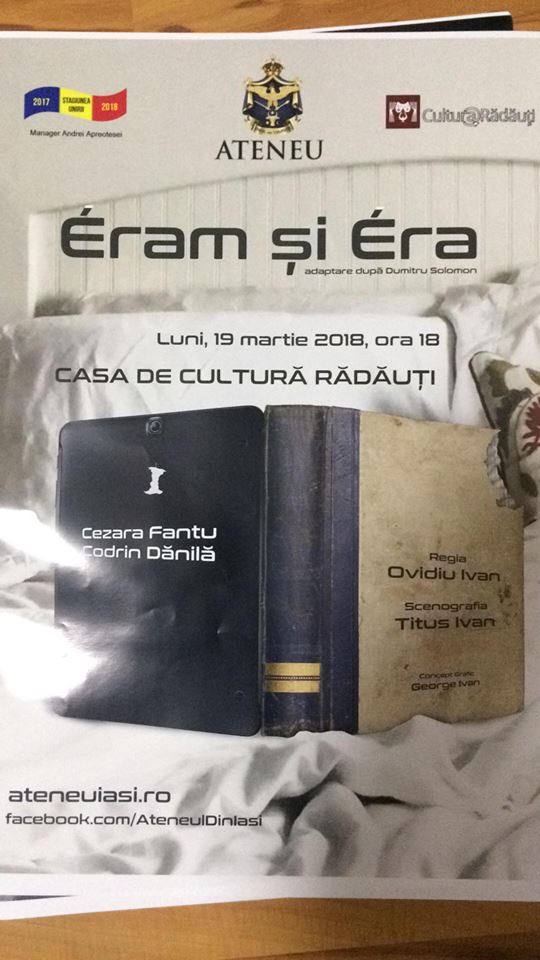 2017
STAGIUNEA
UNIRII
2018
Manager Andrei Apreotesei
ATENEU
Cultur@Rădăuți
Éram și Éra
adaptare după Dumitru Solomon
Luni, 19 martie 2018, ora 18
CASA DE CULTURĂ RĂDĂUȚI
Cezara Fantu
Codrin Dănilă
Regia
Ovidiu Ivan
Scenografia
Titus Ivan
Concept Grafic
George Ivan
ateneuiasi.ro
facebook.com/AteneulDinIasi